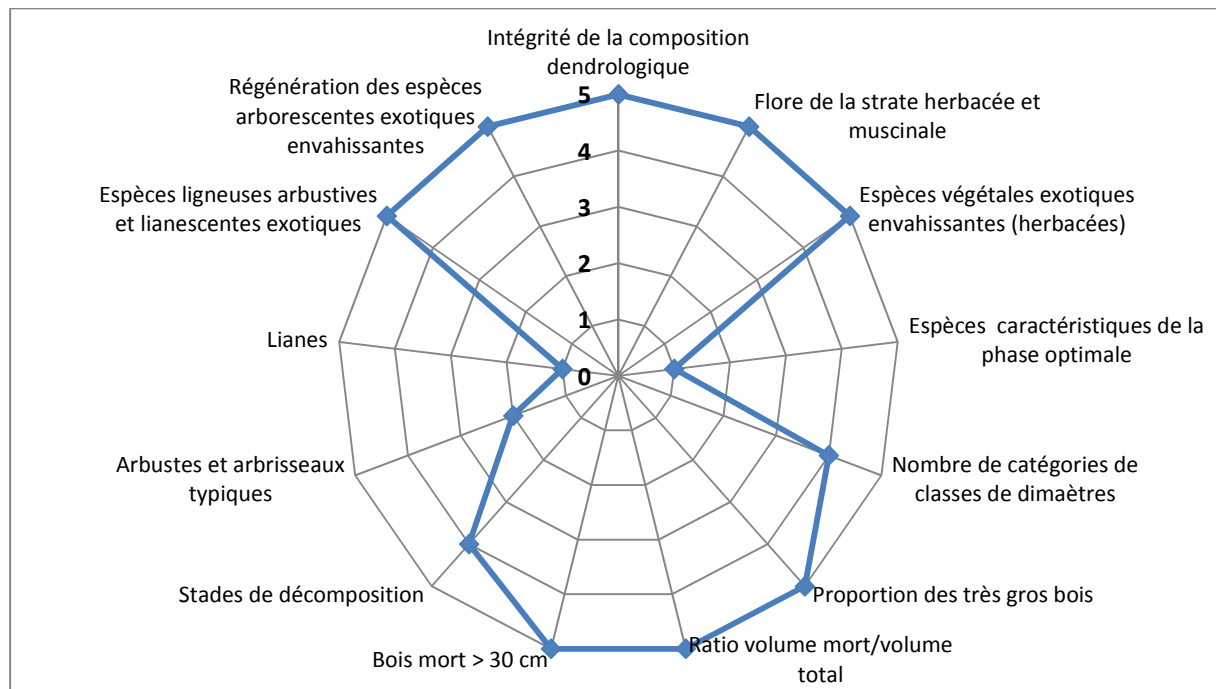 Intégrité de la composition
dendrologique
Flore de la strate herbacée et
muscinale
Espèces végétales exotiques
envahissantes (herbacées)
Espèces  caractéristiques de la
phase optimale
Nombre de catégories de
classes de dimaètres
Proportion des très gros bois
Ratio volume mort/volume
total
Bois mort > 30 cm
Stades de décomposition
Arbustes et arbrisseaux
typiques
Lianes
Espèces ligneuses arbustives
et lianescentes exotiques
Régénération des espèces
arborescentes exotiques
envahissantes
5
4
3
2
1
0